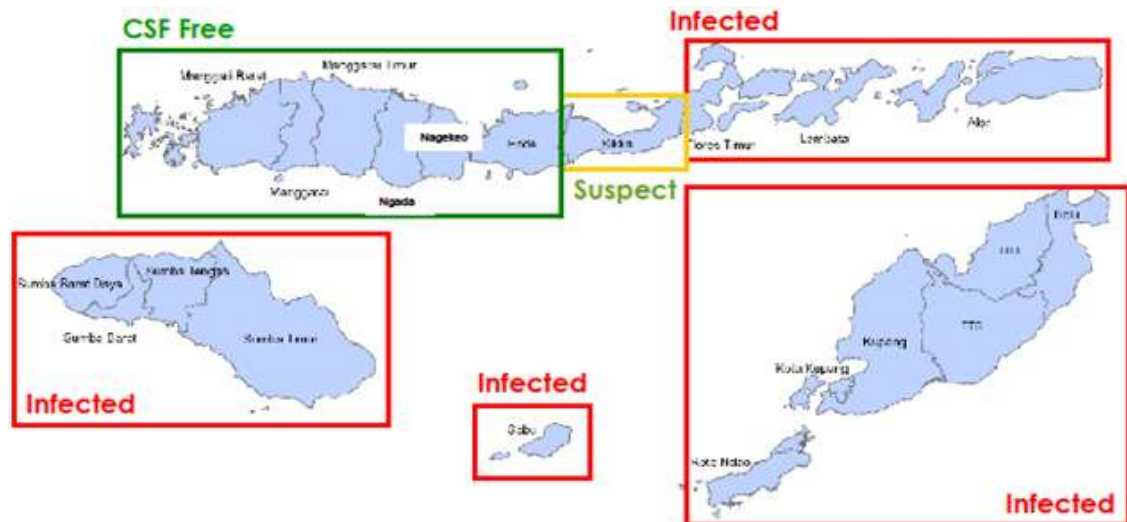 CSF Free
Infected
Manggarai Timur
Manggarai Barat
Nagekeo
Ende
Sikka
Flores Timur
Lembata
Alor
Manggarai
Ngada
Suspect
Belu
TTU
Sumba Tengah
Sumba Barat Daya
Sumba Barat
Sumba Timur
Kupang
TTS
Kota Kupang
Infected
Infected
Sabu
Rote Ndao
Infected